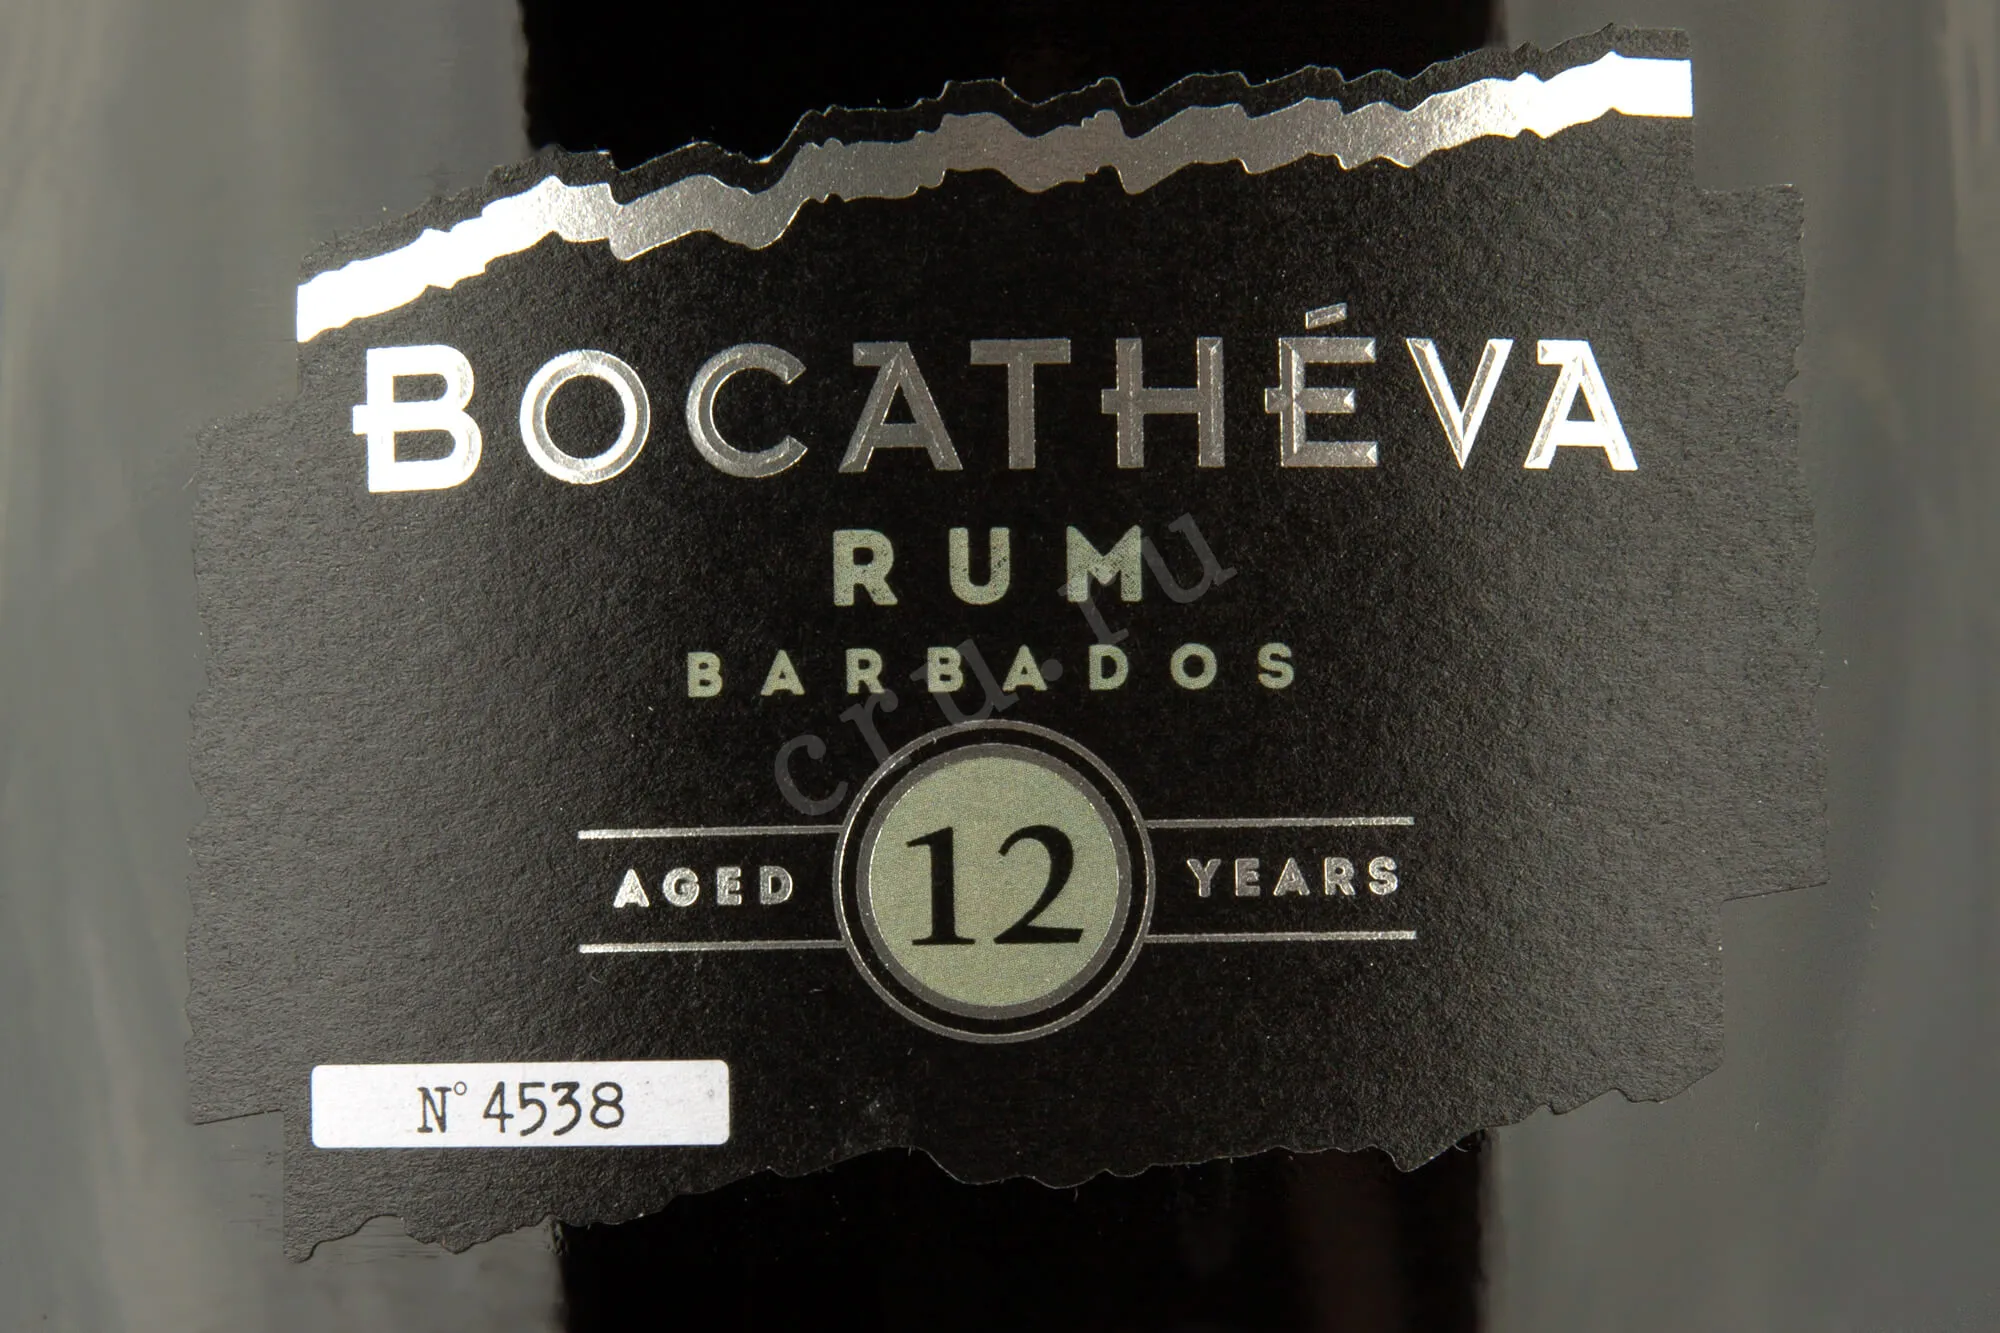 BOCATHÉVA
RUM
BARBADOS
cru.ru
AGED 12 YEARS
N° 4538